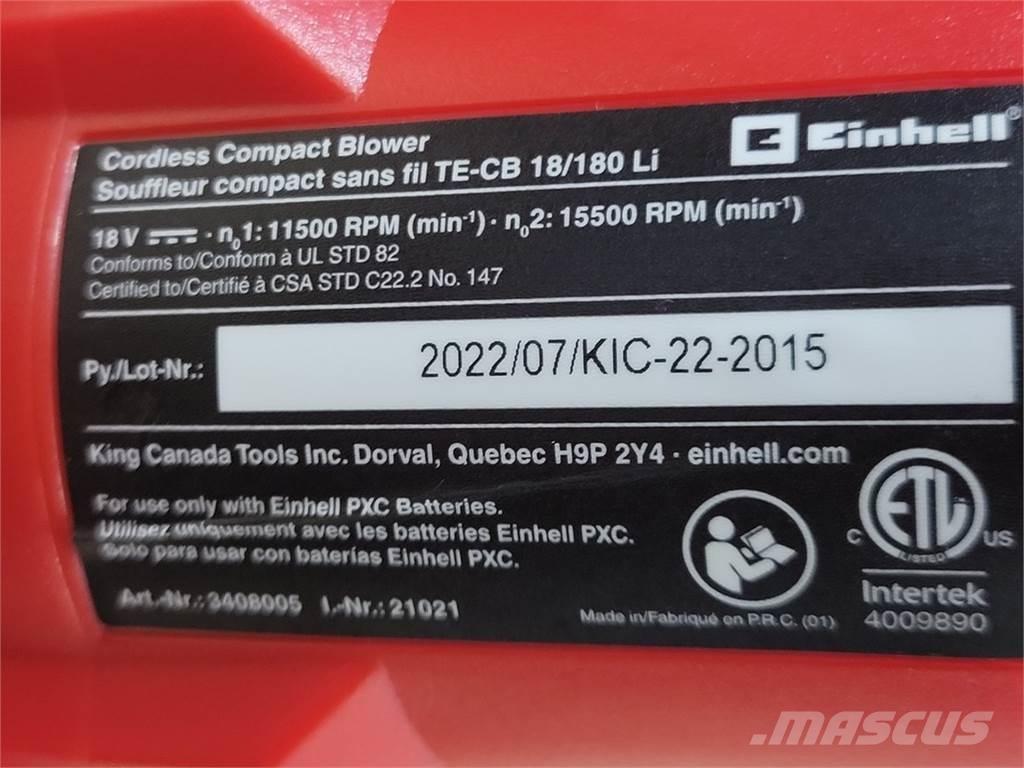 Cordless Compact Blower
Souffleur compact sans fil TE-CB 18/180 Li
Einhell®
18 V ⎓ · n₀1: 11500 RPM (min⁻¹) · n₀2: 15500 RPM (min⁻¹)
Conforms to/Conform à UL STD 82
Certified to/Certifié à CSA STD C22.2 No. 147
Py./Lot-Nr.: 2022/07/KIC-22-2015
King Canada Tools Inc. Dorval, Quebec H9P 2Y4 · einhell.com
For use only with Einhell PXC Batteries.
Utilisez uniquement avec les batteries Einhell PXC.
Solo para usar con baterías Einhell PXC.
Art.-Nr.: 3408005 I.-Nr.: 21021
Made in/Fabriqué en P.R.C. (01)
ETL
LISTED
C US
Intertek
4009890
MASCUS